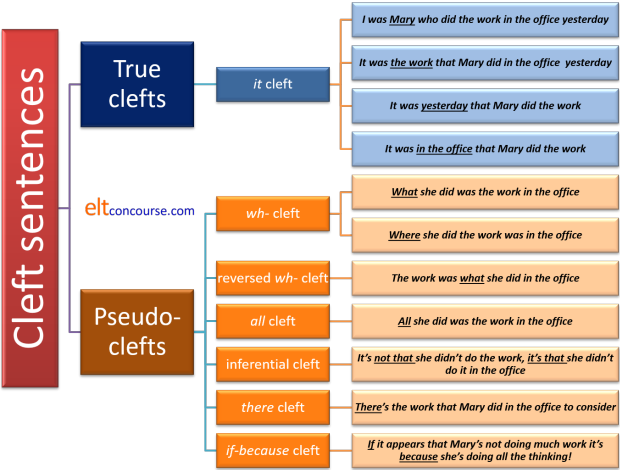 Cleft sentences
True
clefts
it cleft
I was Mary who did the work in the office yesterday
It was the work that Mary did in the office yesterday
It was yesterday that Mary did the work
It was in the office that Mary did the work
eltconcourse.com
Pseudo-
clefts
wh- cleft
What she did was the work in the office
Where she did the work was in the office
reversed wh- cleft
The work was what she did in the office
all cleft
All she did was the work in the office
inferential cleft
It's not that she didn't do the work, it's that she didn't
do it in the office
there cleft
There's the work that Mary did in the office to consider
if-because cleft
If it appears that Mary's not doing much work it's
because she's doing all the thinking!